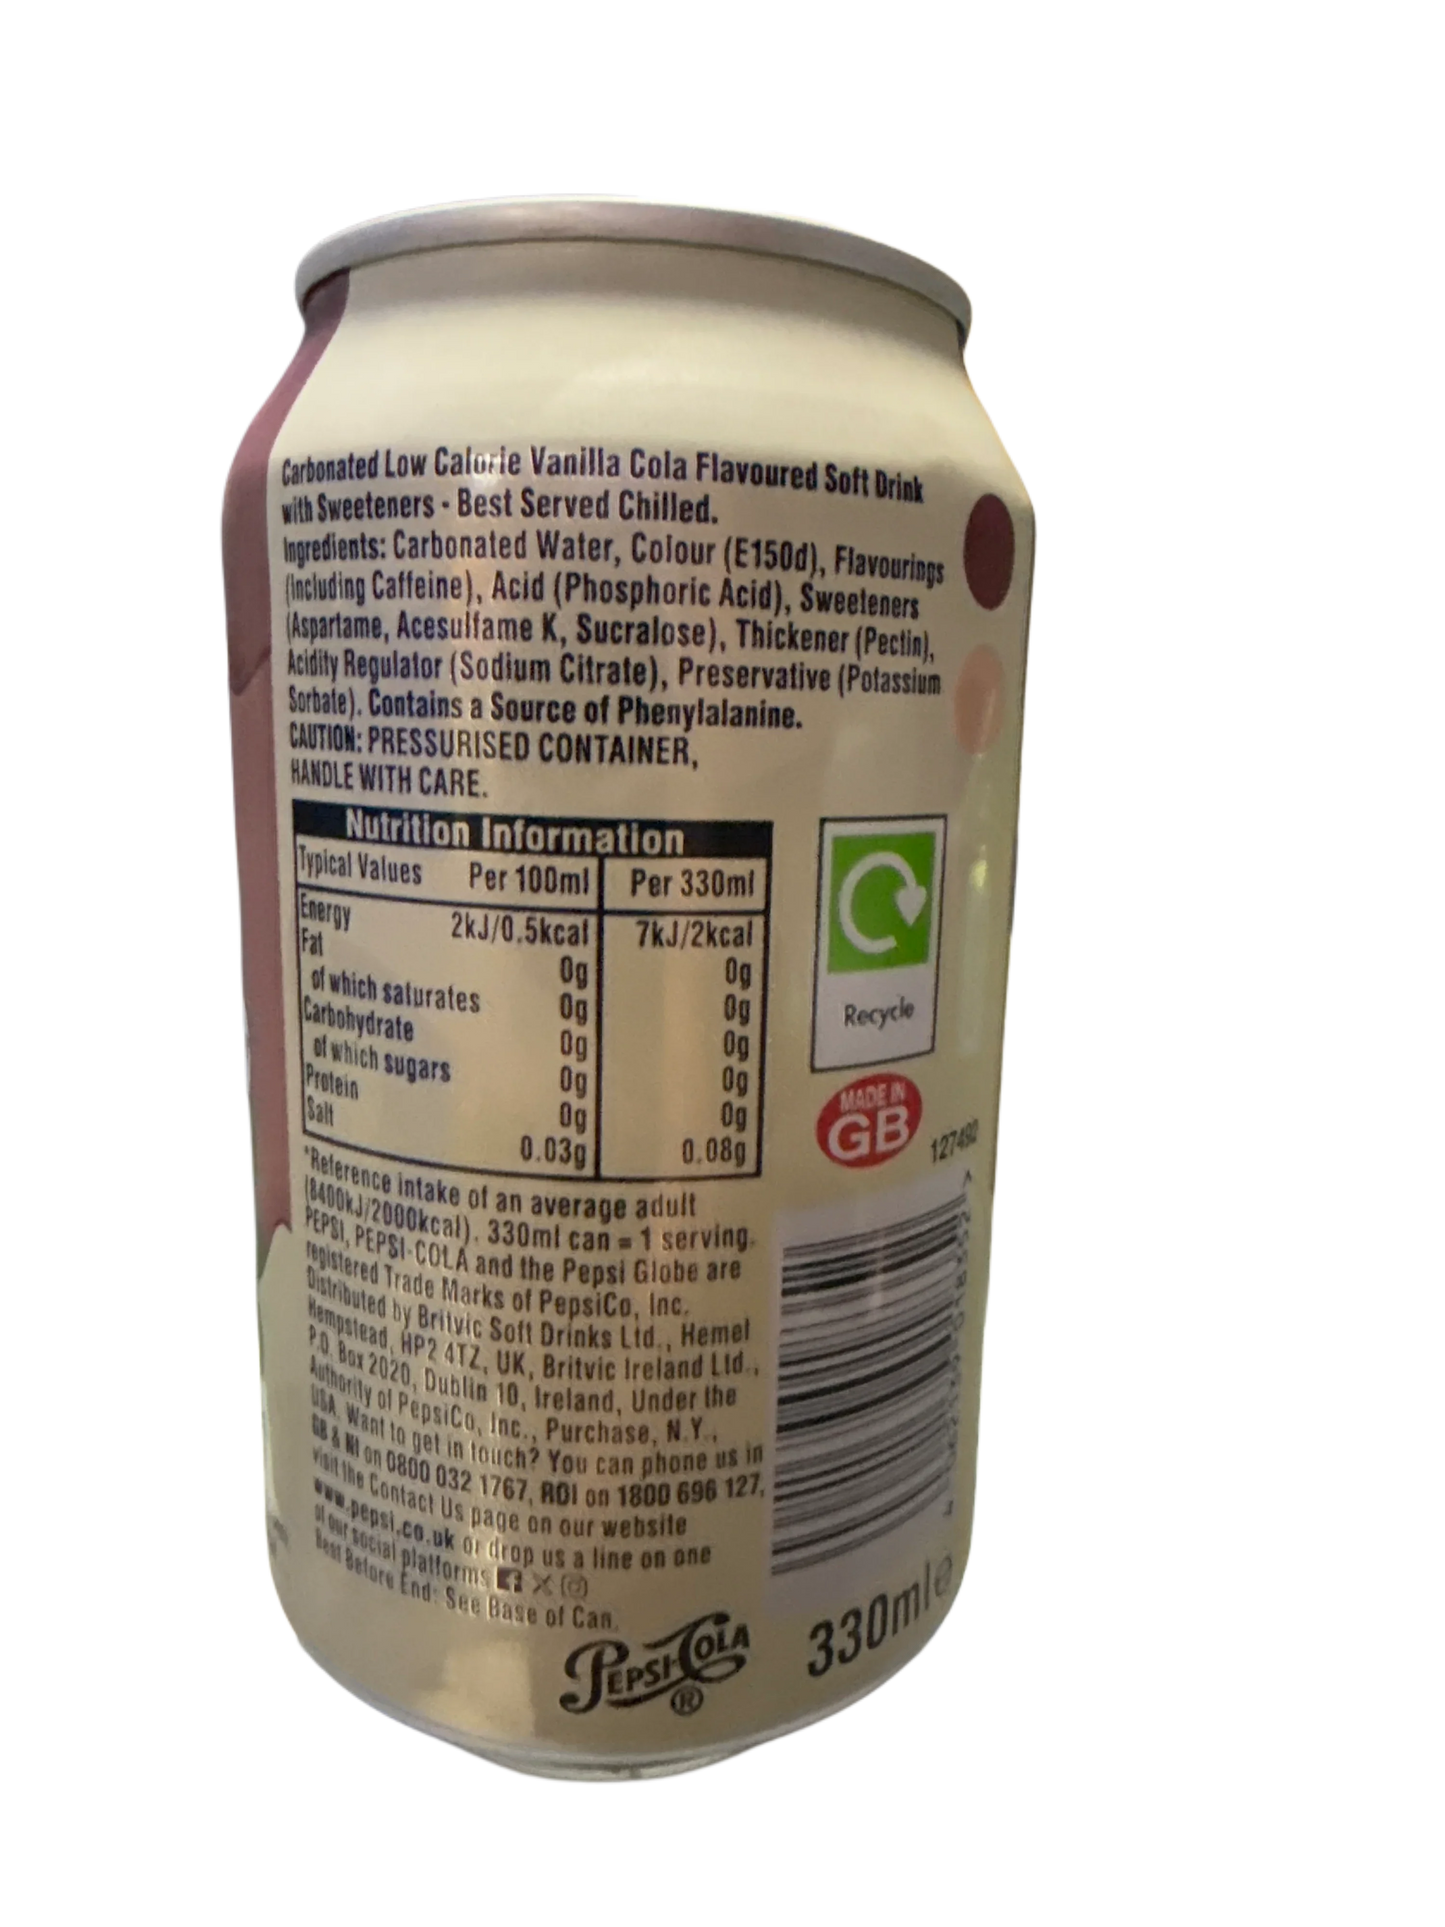 Carbonated Low Calorie Vanilla Cola Flavoured Soft Drink
with Sweeteners - Best Served Chilled.
Ingredients: Carbonated Water, Colour (E150d), Flavourings
(Including Caffeine), Acid (Phosphoric Acid), Sweeteners
(Aspartame, Acesulfame K, Sucralose), Thickener (Pectin),
Acidity Regulator (Sodium Citrate), Preservative (Potassium
Sorbate). Contains a Source of Phenylalanine.
CAUTION: PRESSURISED CONTAINER,
HANDLE WITH CARE.
Nutrition Information
Typical Values Per 100ml Per 330ml
Energy 2kJ/0.5kcal 7kJ/2kcal
Fat 0g 0g
of which saturates 0g 0g
Carbohydrate 0g 0g
of which sugars 0g 0g
Protein 0g 0g
Salt 0.03g 0.08g
*Reference intake of an average adult
(8400kJ/2000kcal). 330ml can = 1 serving.
PEPSI, PEPSI-COLA and the Pepsi Globe are
registered Trade Marks of PepsiCo, Inc.
Distributed by Britvic Soft Drinks Ltd., Hemel
Hempstead, HP2 4TZ, UK, Britvic Ireland Ltd.,
P.O. Box 2020, Dublin 10, Ireland, Under the
Authority of PepsiCo, Inc., Purchase, N.Y.,
USA. Want to get in touch? You can phone us in
GB & NI on 0800 032 1767, ROI on 1800 696 127,
visit the Contact Us page on our website
www.pepsi.co.uk or drop us a line on one
of our social platforms
Best Before End: See Base of Can.
PEPSI-COLA
®
Recycle
MADE IN
GB
127492
330ml e